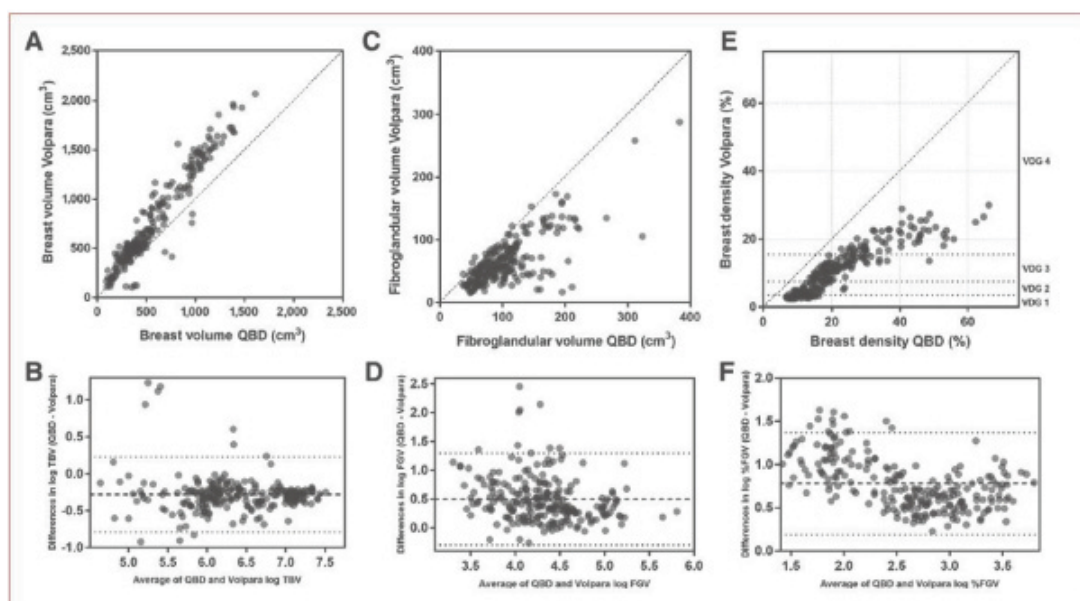 A
Breast volume Volpara (cm³)
2,500
2,000
1,500
1,000
500
0
0 500 1,000 1,500 2,000 2,500
Breast volume QBD (cm³)
C
Fibroglandular volume Volpara (cm³)
400
300
200
100
0
0 100 200 300 400
Fibroglandular volume QBD (cm³)
E
Breast density Volpara (%)
60
40
20
0
0 20 40 60
Breast density QBD (%)
VDG 4
VDG 3
VDG 2
VDG 1
B
Differences in log TBV (QBD - Volpara)
1.0
0.5
0.0
-0.5
-1.0
5.0 5.5 6.0 6.5 7.0 7.5
Average of QBD and Volpara log TBV
D
Differences in log FGV (QBD - Volpara)
2.5
2.0
1.5
1.0
0.5
0.0
3.5 4.0 4.5 5.0 5.5 6.0
Average of QBD and Volpara log FGV
F
Differences in log %FGV (QBD - Volpara)
2.0
1.5
1.0
0.5
0.0
1.5 2.0 2.5 3.0 3.5
Average of QBD and Volpara log %FGV